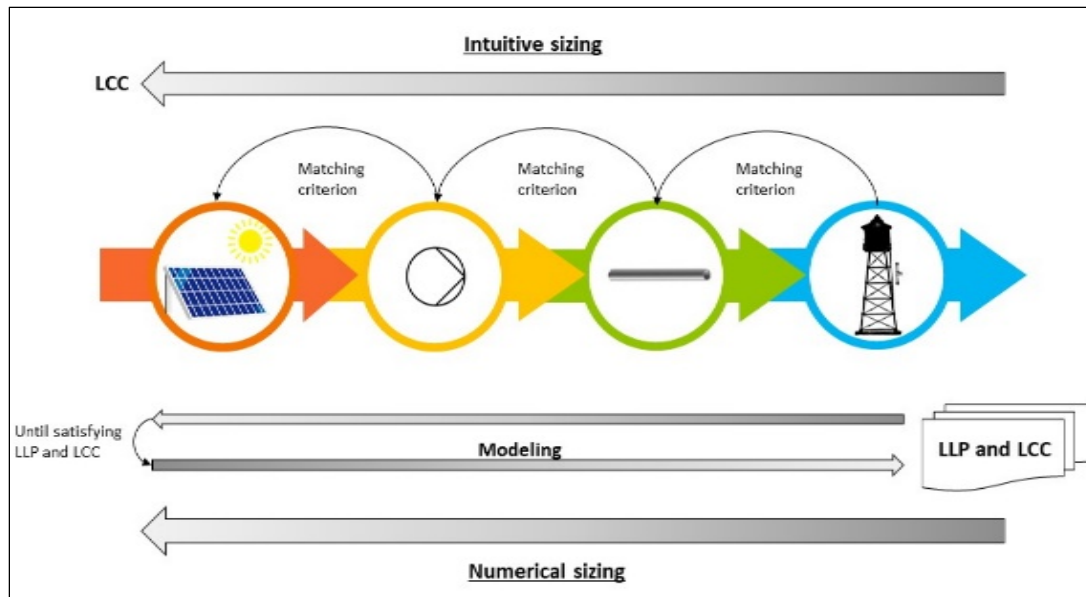 Intuitive sizing
LCC
Matching
criterion
Matching
criterion
Matching
criterion
Until satisfying
LLP and LCC
Modeling
LLP and LCC
Numerical sizing